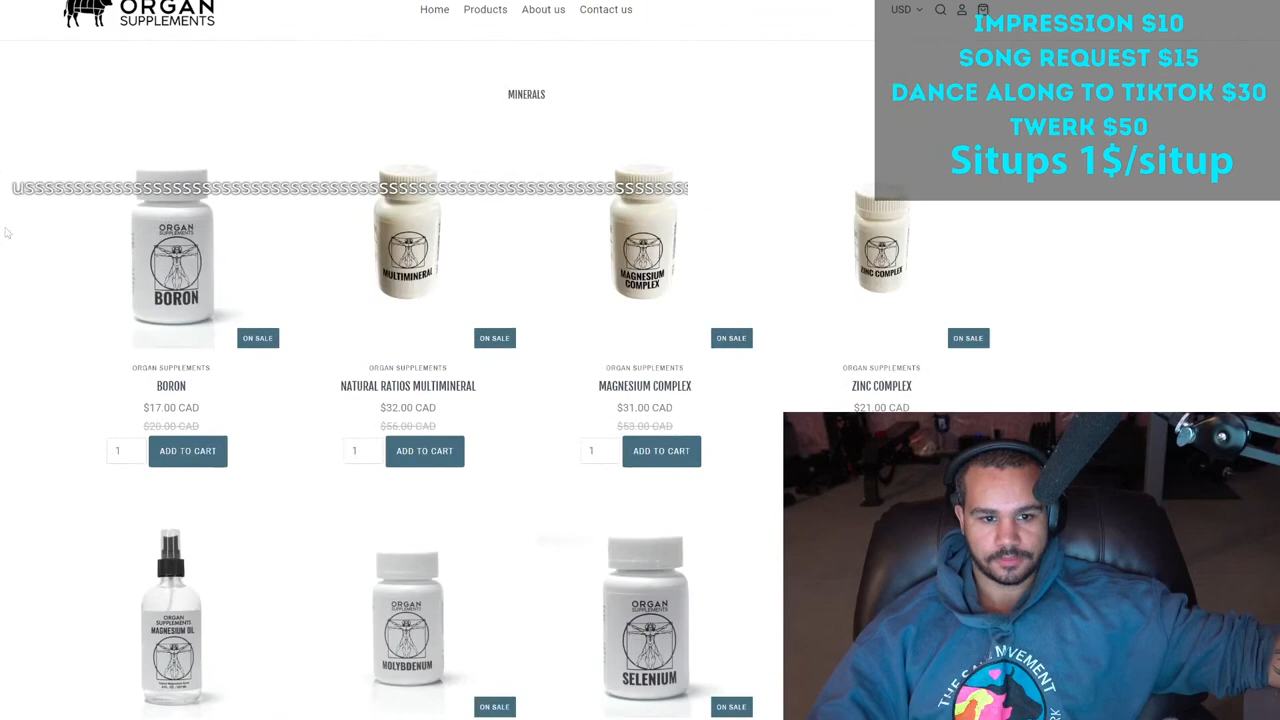 ORGAN
SUPPLEMENTS
Home
Products
About us
Contact us
USD
IMPRESSION $10
SONG REQUEST $15
DANCE ALONG TO TIKTOK $30
TWERK $50
Situps 1$/situp
MINERALS
ORGAN
SUPPLEMENTS
BORON
MULTIMINERAL
MAGNESIUM
COMPLEX
ZINC COMPLEX
ON SALE
ON SALE
ON SALE
ON SALE
ORGAN SUPPLEMENTS
ORGAN SUPPLEMENTS
ORGAN SUPPLEMENTS
ORGAN SUPPLEMENTS
BORON
NATURAL RATIOS MULTIMINERAL
MAGNESIUM COMPLEX
ZINC COMPLEX
$17.00 CAD
$32.00 CAD
$31.00 CAD
$21.00 CAD
$20.00 CAD
$56.00 CAD
$53.00 CAD
1
ADD TO CART
1
ADD TO CART
1
ADD TO CART
ORGAN
SUPPLEMENTS
MAGNESIUM OIL
ORGAN
SUPPLEMENTS
MOLYBDENUM
ORGAN
SUPPLEMENTS
SELENIUM
ON SALE
ON SALE
MOVEMENT